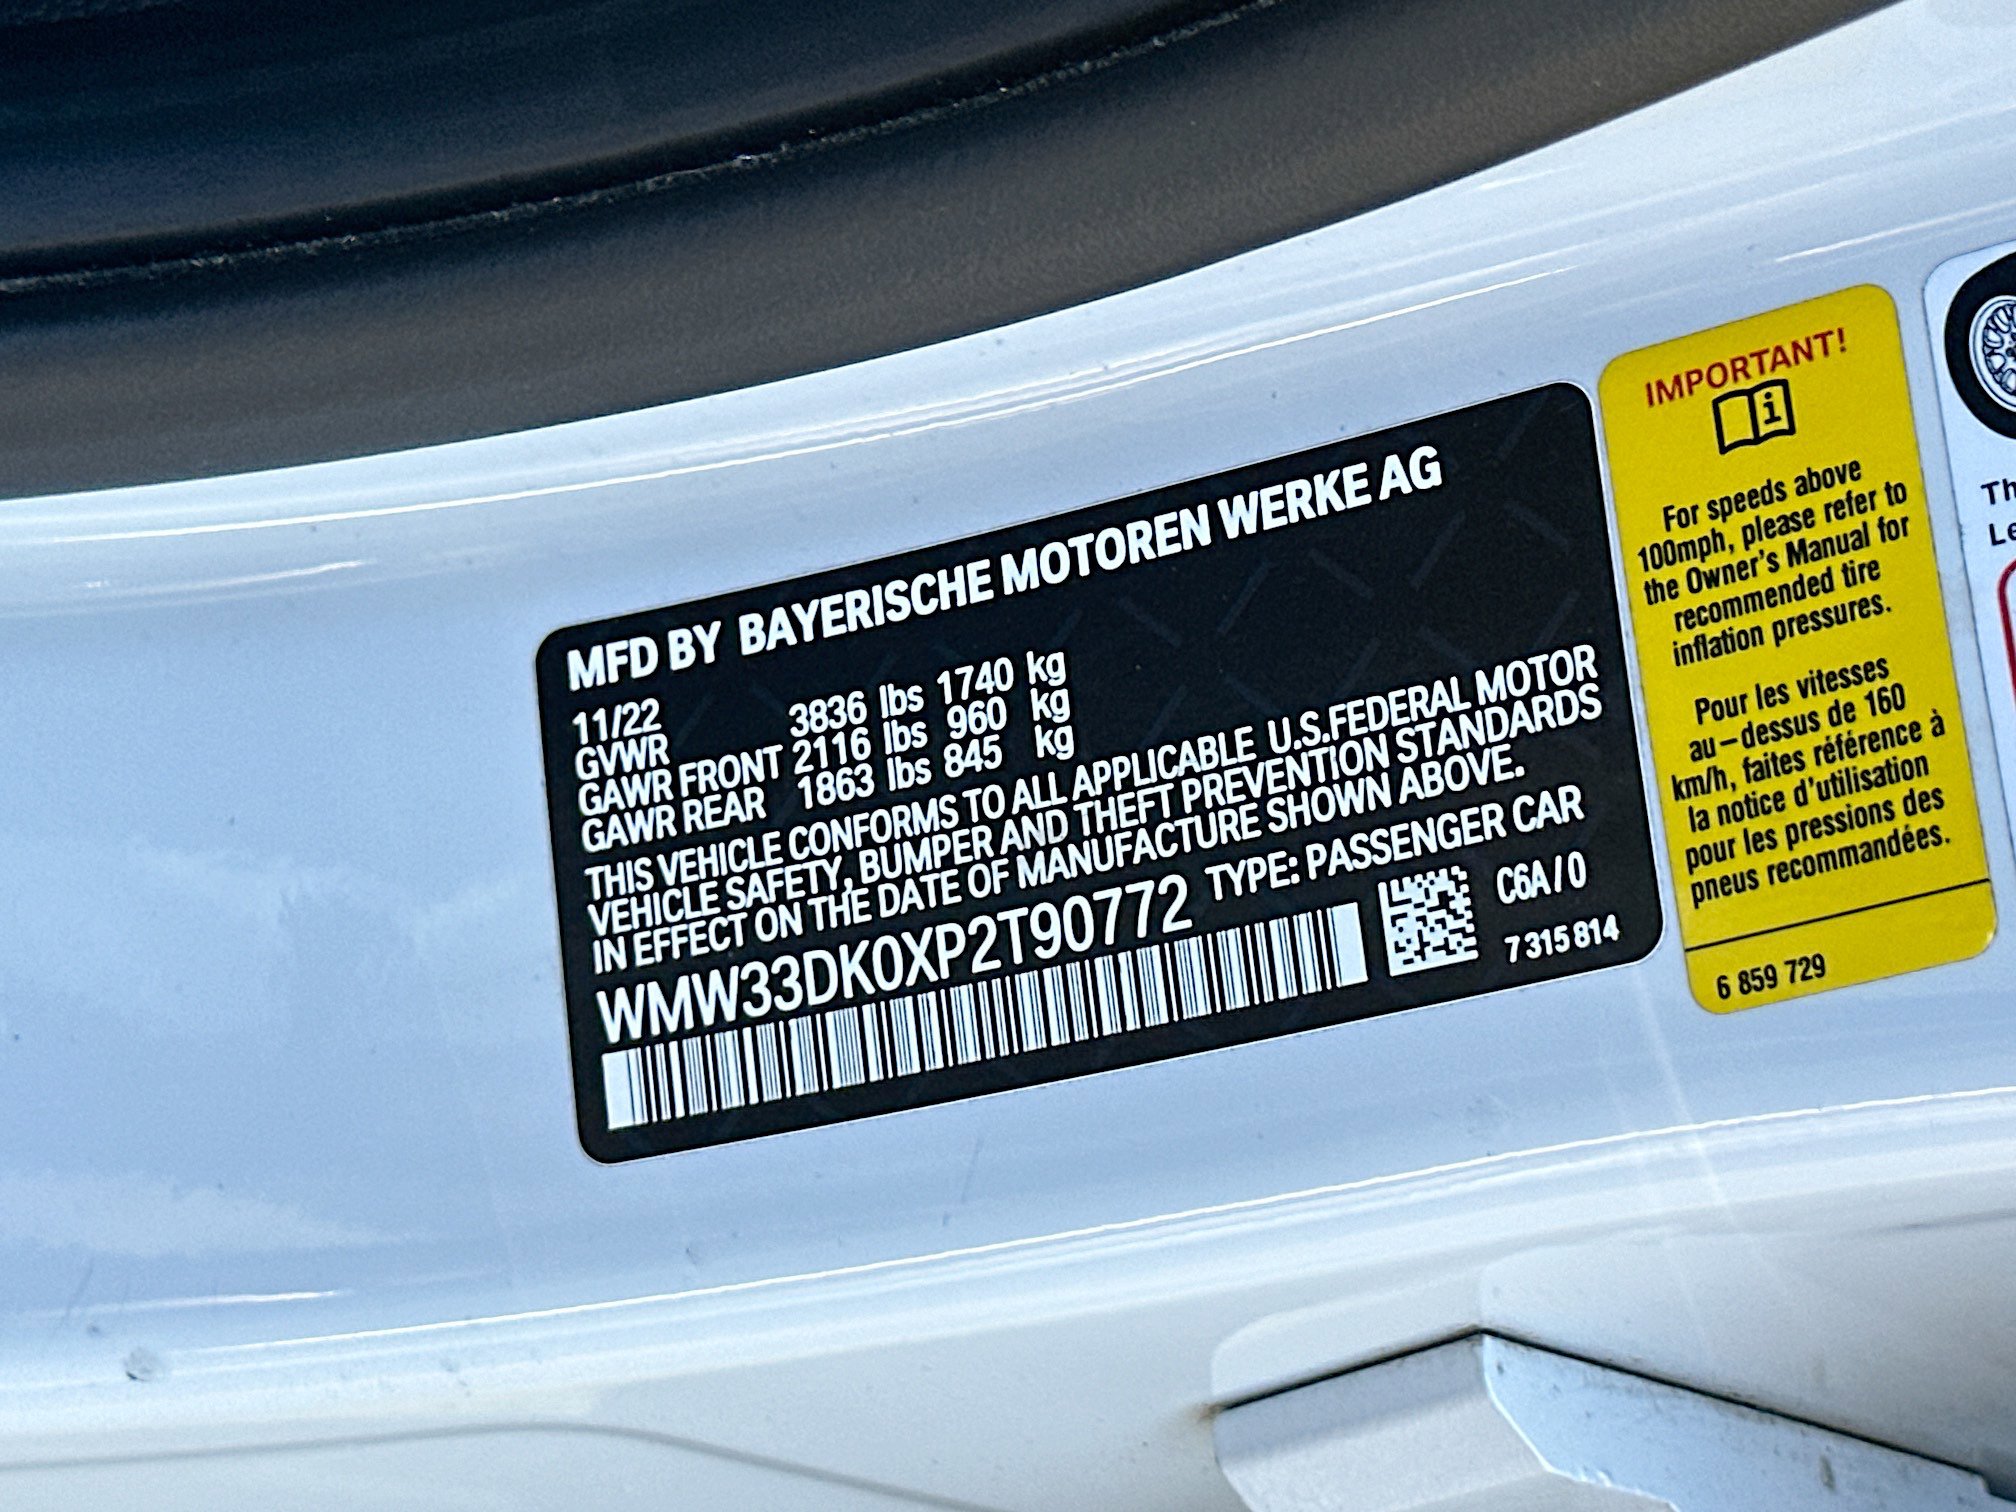 MFD BY BAYERISCHE MOTOREN WERKE AG
11/22
GVWR 3836 lbs 1740 kg
GAWR FRONT 2116 lbs 960 kg
GAWR REAR 1863 lbs 845 kg
THIS VEHICLE CONFORMS TO ALL APPLICABLE U.S.FEDERAL MOTOR
VEHICLE SAFETY, BUMPER AND THEFT PREVENTION STANDARDS
IN EFFECT ON THE DATE OF MANUFACTURE SHOWN ABOVE.
WMW33DK0XP2T90772 TYPE: PASSENGER CAR
C6A/0
7 315 814
IMPORTANT!
i
For speeds above
100mph, please refer to
the Owner's Manual for
recommended tire
inflation pressures.
Pour les vitesses
au-dessus de 160
km/h, faites référence à
la notice d'utilisation
pour les pressions des
pneus recommandées.
6 859 729